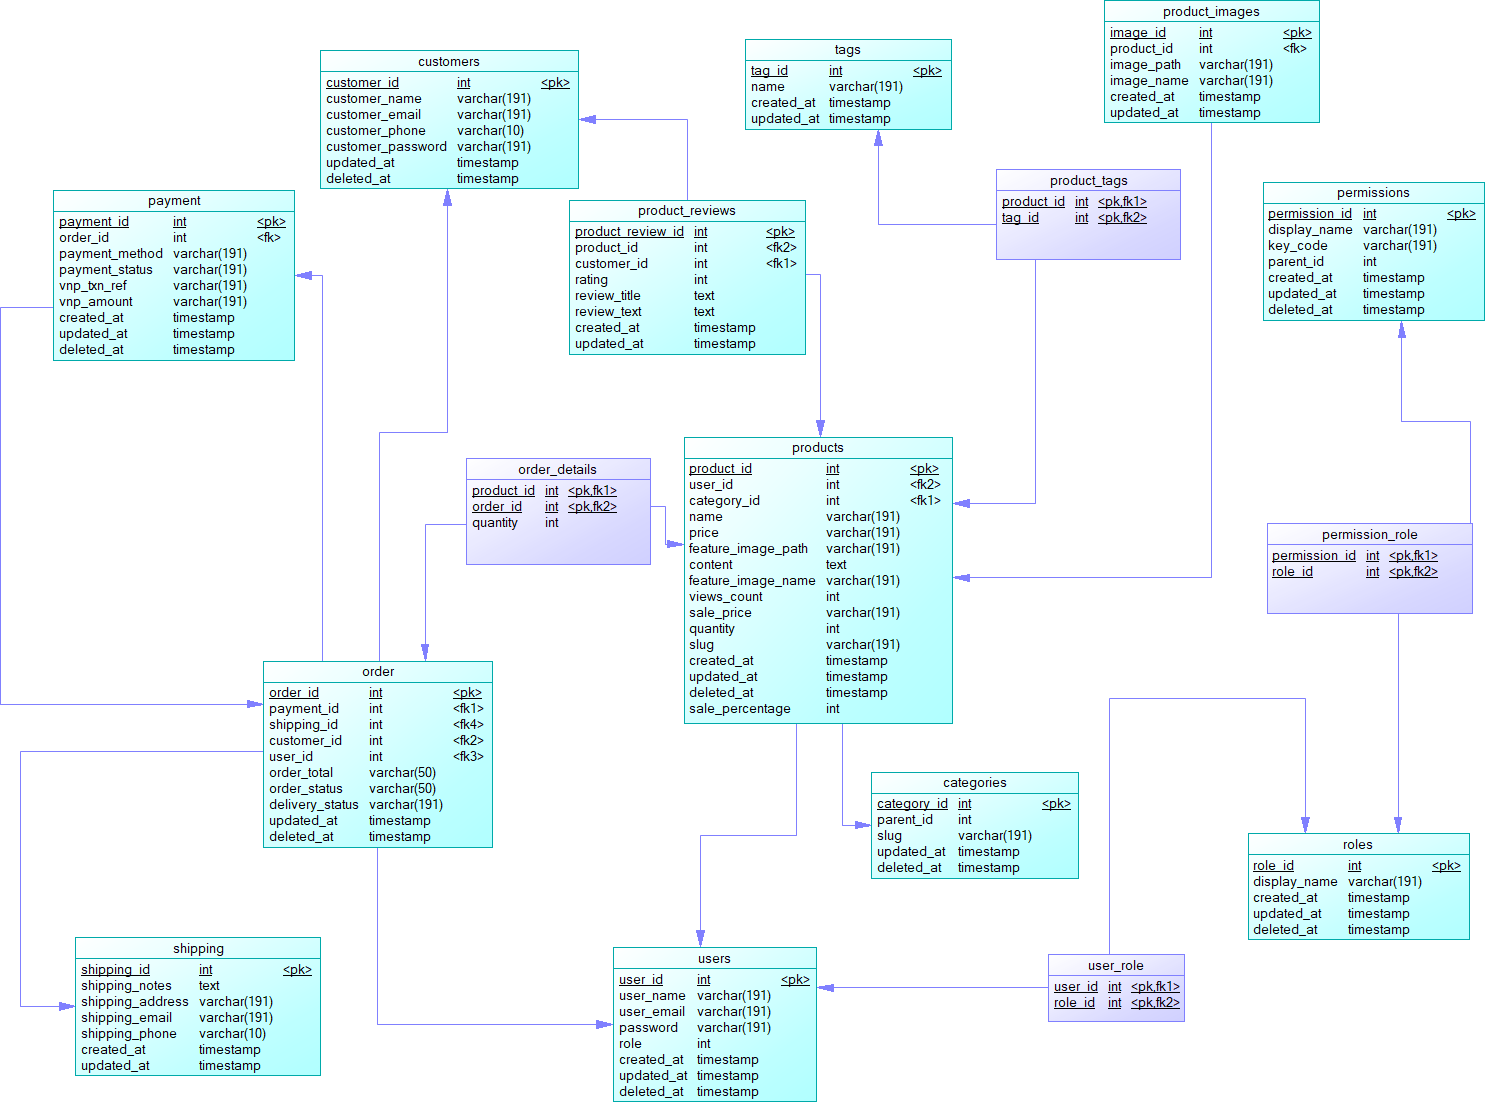 product_images
image_id int <pk>
product_id int <fk>
image_path varchar(191)
image_name varchar(191)
created_at timestamp
updated_at timestamp
tags
tag_id int <pk>
name varchar(191)
created_at timestamp
updated_at timestamp
customers
customer_id int <pk>
customer_name varchar(191)
customer_email varchar(191)
customer_phone varchar(10)
customer_password varchar(191)
updated_at timestamp
deleted_at timestamp
product_tags
product_id int <pk,fk1>
tag_id int <pk,fk2>
permissions
permission_id int <pk>
display_name varchar(191)
key_code varchar(191)
parent_id int
created_at timestamp
updated_at timestamp
deleted_at timestamp
payment
payment_id int <pk>
order_id int <fk>
payment_method varchar(191)
payment_status varchar(191)
vnp_txn_ref varchar(191)
vnp_amount varchar(191)
created_at timestamp
updated_at timestamp
deleted_at timestamp
product_reviews
product_review_id int <pk>
product_id int <fk2>
customer_id int <fk1>
rating int
review_title text
review_text text
created_at timestamp
updated_at timestamp
products
product_id int <pk>
user_id int <fk2>
category_id int <fk1>
name varchar(191)
price varchar(191)
feature_image_path varchar(191)
content text
feature_image_name varchar(191)
views_count int
sale_price varchar(191)
quantity int
slug varchar(191)
created_at timestamp
updated_at timestamp
deleted_at timestamp
sale_percentage int
order_details
product_id int <pk,fk1>
order_id int <pk,fk2>
quantity int
permission_role
permission_id int <pk,fk1>
role_id int <pk,fk2>
order
order_id int <pk>
payment_id int <fk1>
shipping_id int <fk4>
customer_id int <fk2>
user_id int <fk3>
order_total varchar(50)
order_status varchar(50)
delivery_status varchar(191)
updated_at timestamp
deleted_at timestamp
categories
category_id int <pk>
parent_id int
slug varchar(191)
updated_at timestamp
deleted_at timestamp
roles
role_id int <pk>
display_name varchar(191)
created_at timestamp
updated_at timestamp
deleted_at timestamp
shipping
shipping_id int <pk>
shipping_notes text
shipping_address varchar(191)
shipping_email varchar(191)
shipping_phone varchar(10)
created_at timestamp
updated_at timestamp
users
user_id int <pk>
user_name varchar(191)
user_email varchar(191)
password varchar(191)
role int
created_at timestamp
updated_at timestamp
deleted_at timestamp
user_role
user_id int <pk,fk1>
role_id int <pk,fk2>